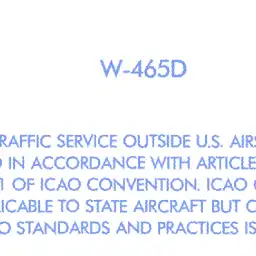 W-465D
RAFFIC SERVICE OUTSIDE U.S. AIRS
IN ACCORDANCE WITH ARTICLE
1 OF ICAO CONVENTION. ICAO
ICABLE TO STATE AIRCRAFT BUT C
O STANDARDS AND PRACTICES IS